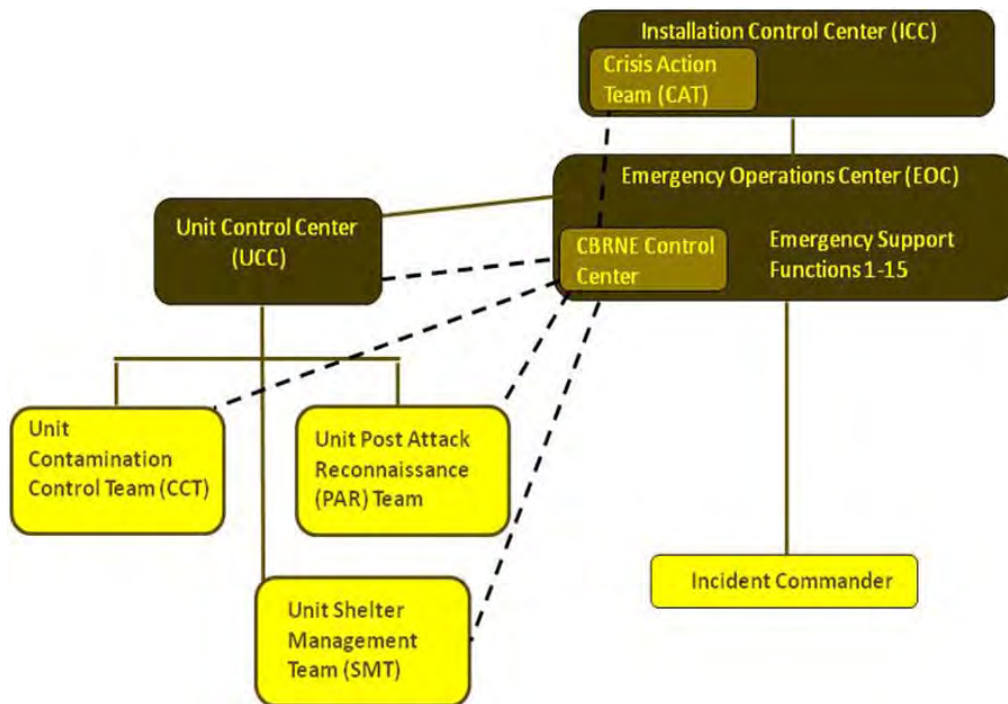 Installation Control Center (ICC)
Crisis Action
Team (CAT)
Emergency Operations Center (EOC)
CBRNE Control
Center
Emergency Support
Functions 1-15
Unit Control Center
(UCC)
Unit
Contamination
Control Team (CCT)
Unit Post Attack
Reconnaissance
(PAR) Team
Unit Shelter
Management
Team (SMT)
Incident Commander